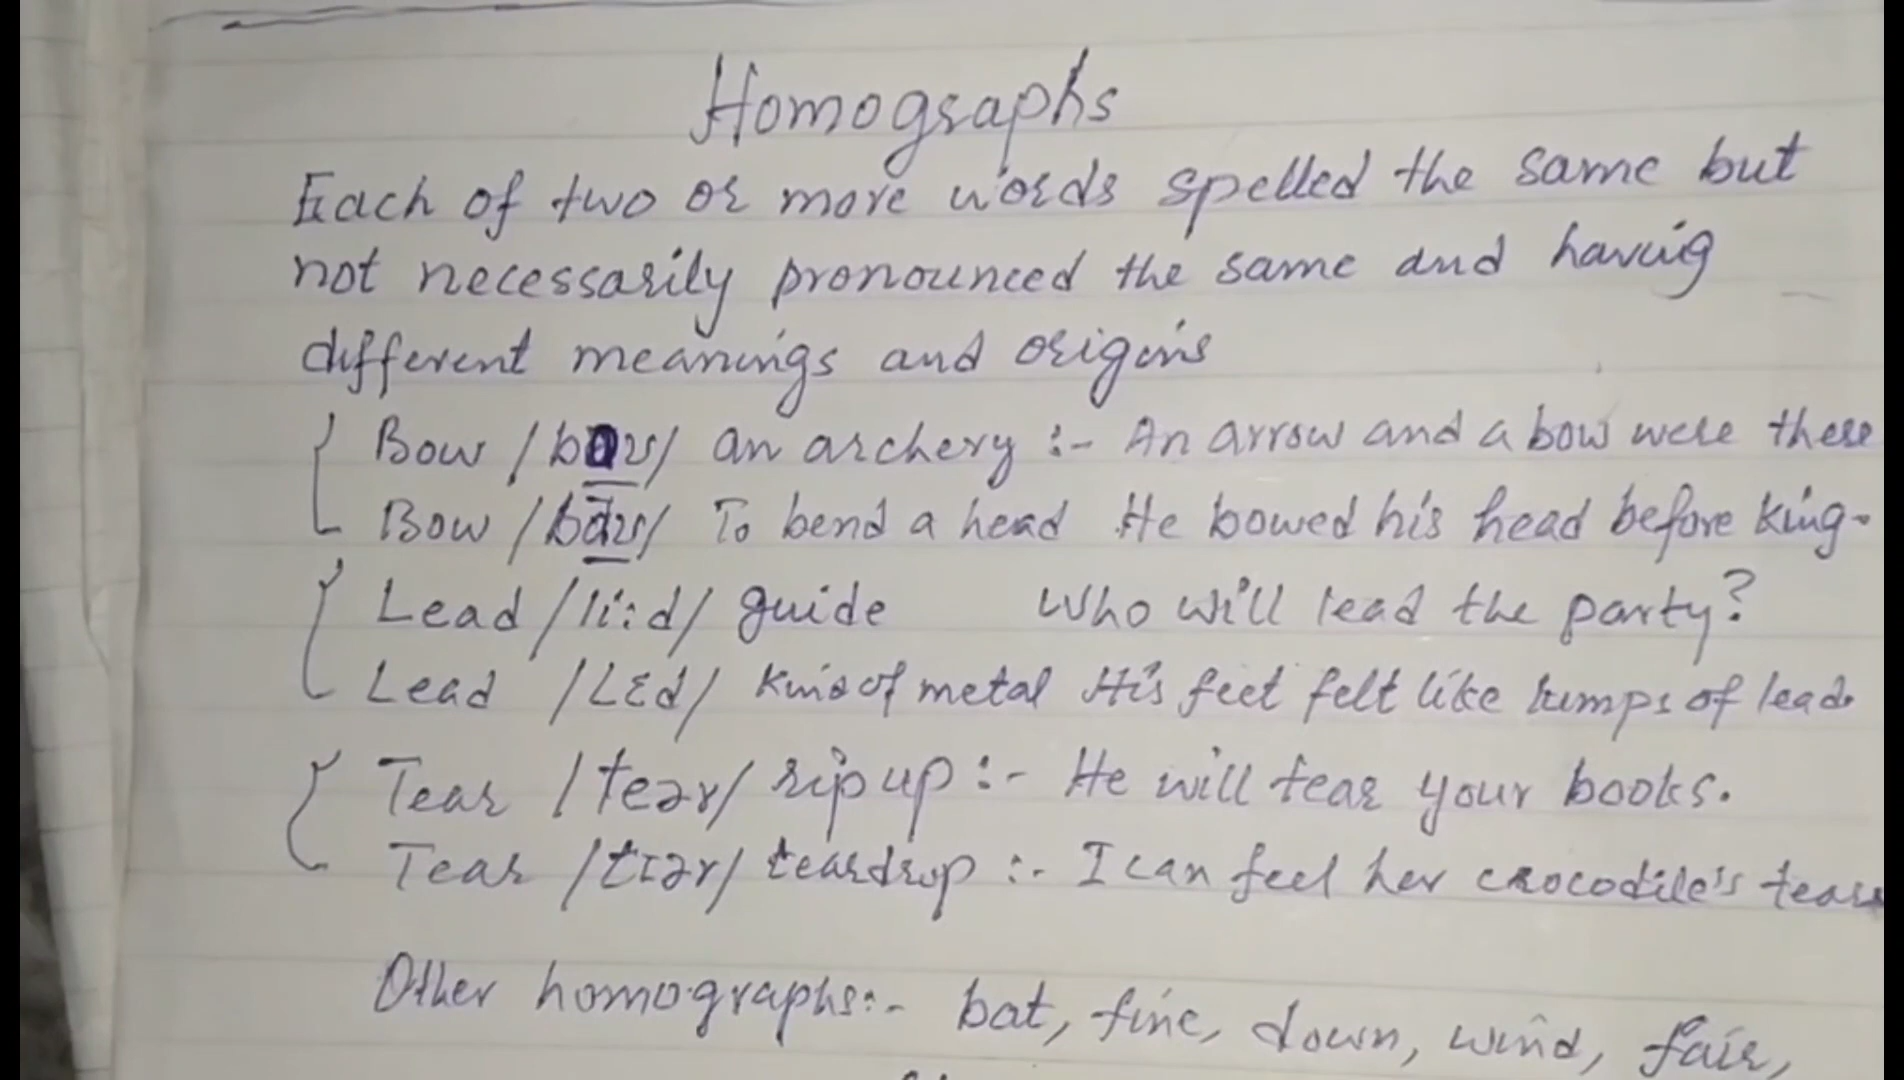 Homographs
Each of two or more words spelled the same but
not necessarily pronounced the same and having
different meanings and origins
Bow /bəʊ/ an archery :- An arrow and a bow were there
Bow /baʊ/ To bend a head He bowed his head before king.
Lead /li:d/ guide Who will lead the party?
Lead /Lɛd/ kind of metal His feet felt like lumps of lead.
Tear /teər/ rip up :- He will tear your books.
Tear /tɪər/ teardrop :- I can feel her crocodile's tears
Other homographs:- bat, fine, down, wind, fair,